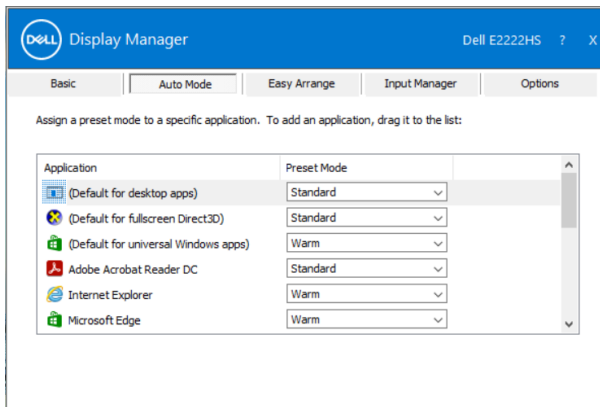 DELL Display Manager Dell E2222HS ? X
Basic Auto Mode Easy Arrange Input Manager Options
Assign a preset mode to a specific application. To add an application, drag it to the list:
Application Preset Mode
(Default for desktop apps) Standard
(Default for fullscreen Direct3D) Standard
(Default for universal Windows apps) Warm
Adobe Acrobat Reader DC Standard
Internet Explorer Warm
Microsoft Edge Warm